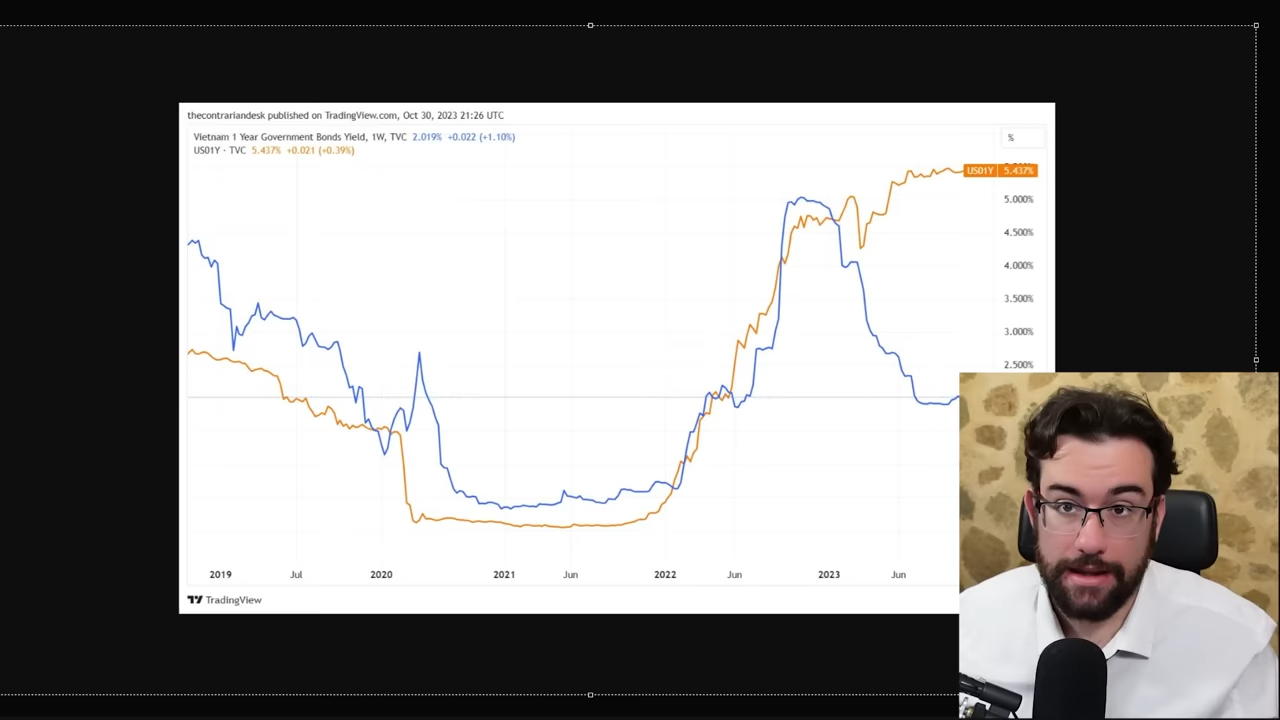 thecontrariandesk published on TradingView.com, Oct 30, 2023 21:26 UTC
Vietnam 1 Year Government Bonds Yield, 1W, TVC 2.019% +0.022 (+1.10%)
%
US01Y · TVC 5.437% +0.021 (+0.39%)
US01Y 5.437%
5.000%
4.500%
4.000%
3.500%
3.000%
2.500%
2019 Jul 2020 2021 Jun 2022 Jun 2023 Jun
TradingView